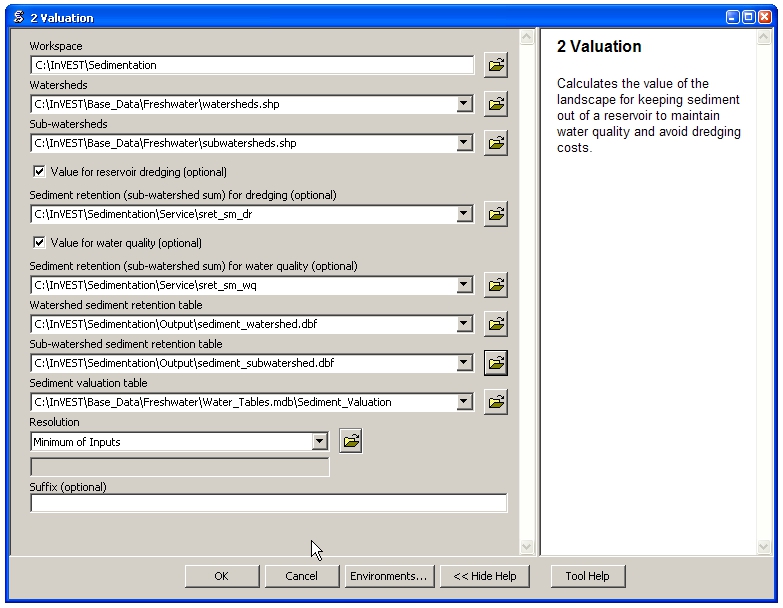 2 Valuation
Workspace
C:\InVEST\Sedimentation
Watersheds
C:\InVEST\Base_Data\Freshwater\watersheds.shp
Sub-watersheds
C:\InVEST\Base_Data\Freshwater\subwatersheds.shp
Value for reservoir dredging (optional)
Sediment retention (sub-watershed sum) for dredging (optional)
C:\InVEST\Sedimentation\Service\sret_sm_dr
Value for water quality (optional)
Sediment retention (sub-watershed sum) for water quality (optional)
C:\InVEST\Sedimentation\Service\sret_sm_wq
Watershed sediment retention table
C:\InVEST\Sedimentation\Output\sediment_watershed.dbf
Sub-watershed sediment retention table
C:\InVEST\Sedimentation\Output\sediment_subwatershed.dbf
Sediment valuation table
C:\InVEST\Base_Data\Freshwater\Water_Tables.mdb\Sediment_Valuation
Resolution
Minimum of Inputs
Suffix (optional)
2 Valuation
Calculates the value of the
landscape for keeping sediment
out of a reservoir to maintain
water quality and avoid dredging
costs.
OK
Cancel
Environments...
<< Hide Help
Tool Help